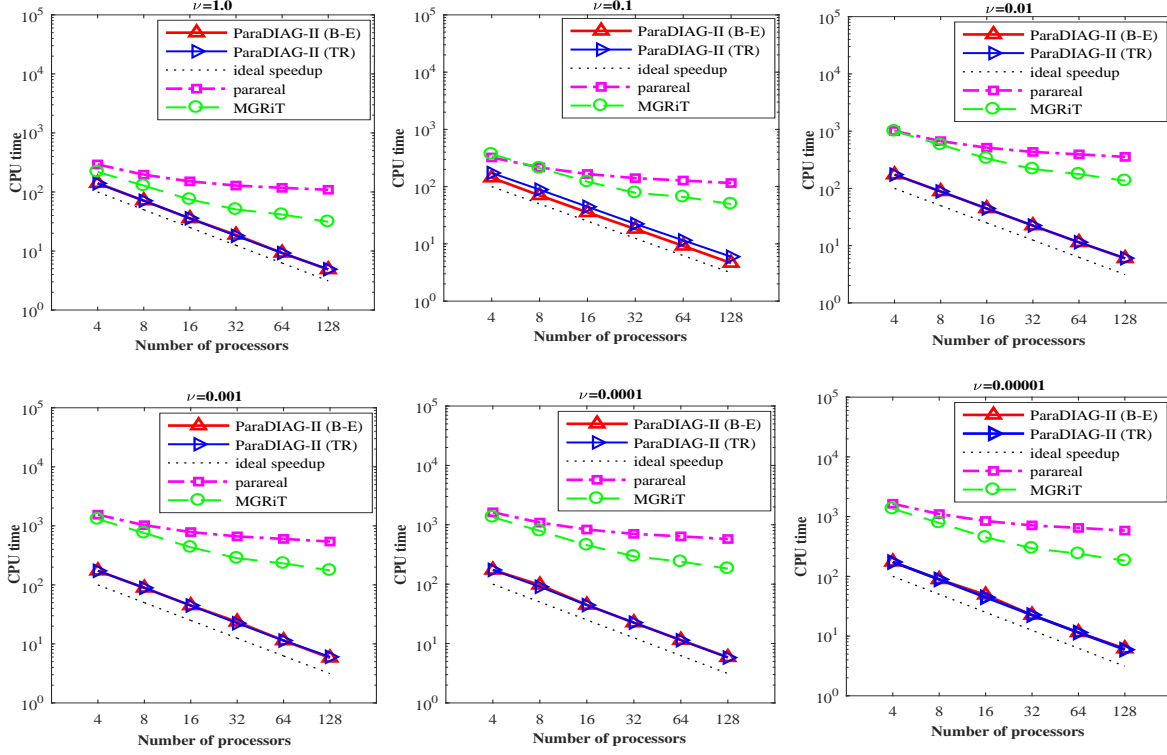 ν=1.0
10^5
10^4
10^3
10^2
10^1
10^0
CPU time
ParaDIAG-II (B-E)
ParaDIAG-II (TR)
ideal speedup
parareal
MGRiT
4 8 16 32 64 128
Number of processors
ν=0.1
10^5
10^4
10^3
10^2
10^1
10^0
CPU time
ParaDIAG-II (B-E)
ParaDIAG-II (TR)
ideal speedup
parareal
MGRiT
4 8 16 32 64 128
Number of processors
ν=0.01
10^5
10^4
10^3
10^2
10^1
10^0
CPU time
ParaDIAG-II (B-E)
ParaDIAG-II (TR)
ideal speedup
parareal
MGRiT
4 8 16 32 64 128
Number of processors
ν=0.001
10^5
10^4
10^3
10^2
10^1
10^0
CPU time
ParaDIAG-II (B-E)
ParaDIAG-II (TR)
ideal speedup
parareal
MGRiT
4 8 16 32 64 128
Number of processors
ν=0.0001
10^5
10^4
10^3
10^2
10^1
10^0
CPU time
ParaDIAG-II (B-E)
ParaDIAG-II (TR)
ideal speedup
parareal
MGRiT
4 8 16 32 64 128
Number of processors
ν=0.00001
10^5
10^4
10^3
10^2
10^1
10^0
CPU time
ParaDIAG-II (B-E)
ParaDIAG-II (TR)
ideal speedup
parareal
MGRiT
4 8 16 32 64 128
Number of processors